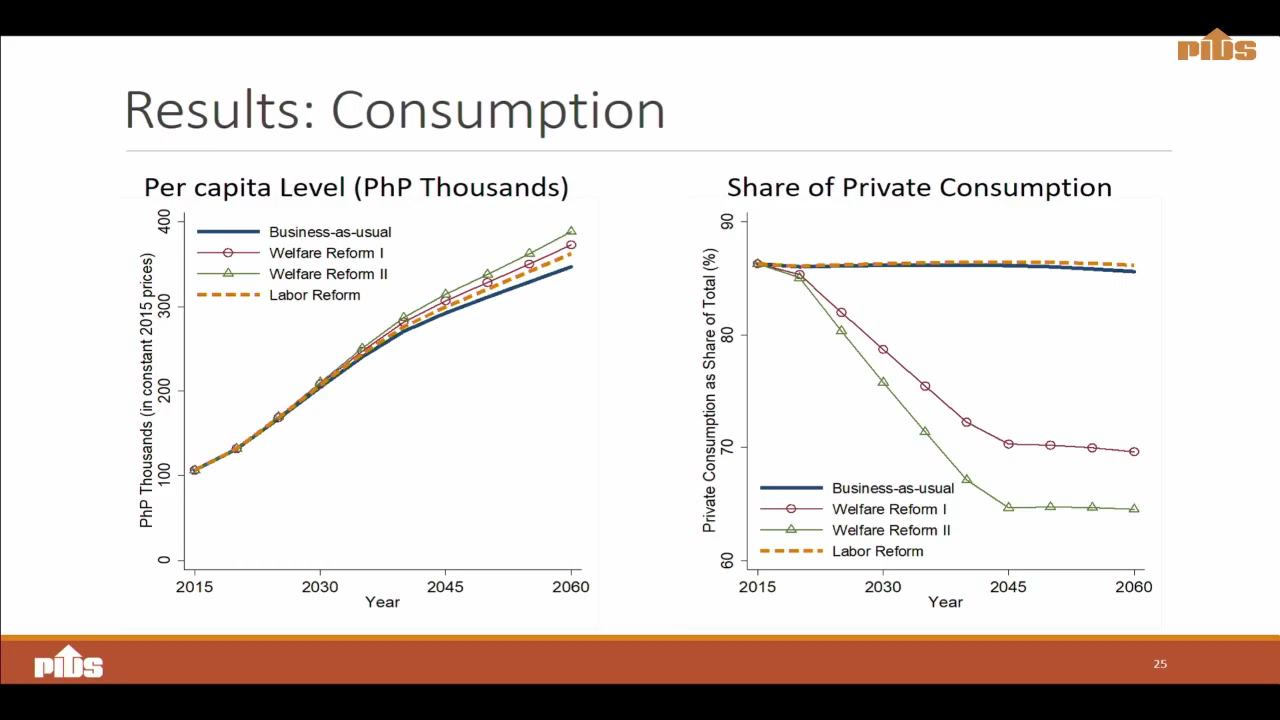 PIDS
Results: Consumption
Per capita Level (PhP Thousands)
PhP Thousands (in constant 2015 prices)
400
300
200
100
0
Business-as-usual
Welfare Reform I
Welfare Reform II
Labor Reform
2015
2030
2045
2060
Year
Share of Private Consumption
Private Consumption as Share of Total (%)
90
80
70
60
Business-as-usual
Welfare Reform I
Welfare Reform II
Labor Reform
2015
2030
2045
2060
Year
PIDS
25